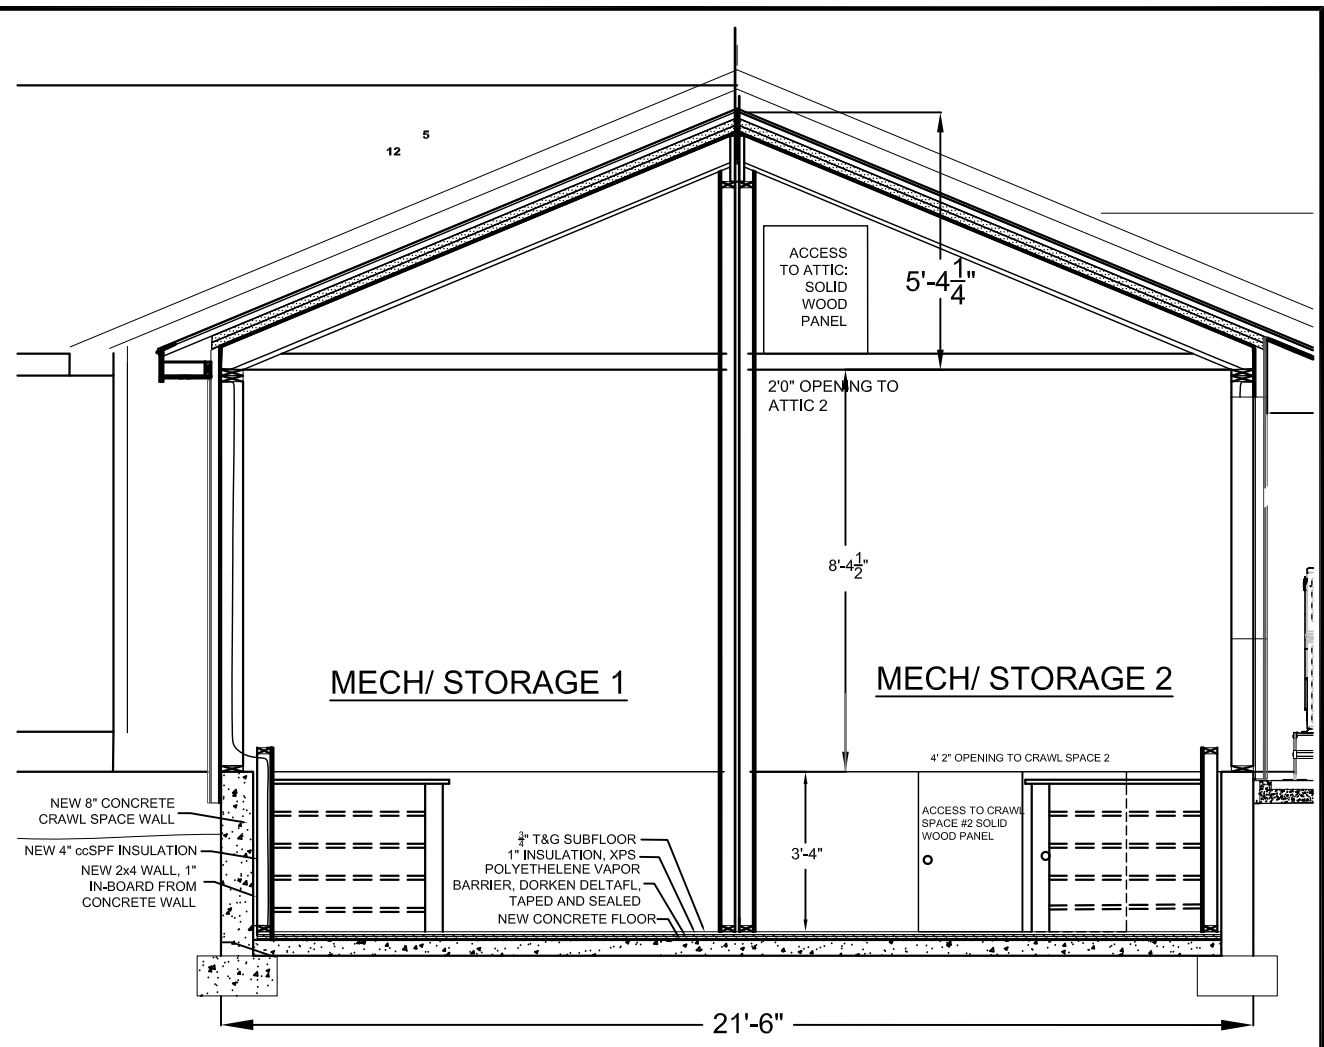 5
12
ACCESS
TO ATTIC:
SOLID
WOOD
PANEL
5'-4 1/4"
2'0" OPENING TO
ATTIC 2
8'-4 1/2"
MECH/ STORAGE 1
MECH/ STORAGE 2
4' 2" OPENING TO CRAWL SPACE 2
NEW 8" CONCRETE
CRAWL SPACE WALL
NEW 4" ccSPF INSULATION
NEW 2x4 WALL, 1"
IN-BOARD FROM
CONCRETE WALL
3/4" T&G SUBFLOOR
1" INSULATION, XPS
POLYETHELENE VAPOR
BARRIER, DORKEN DELTAFL,
TAPED AND SEALED
NEW CONCRETE FLOOR
3'-4"
ACCESS TO CRAWL
SPACE #2 SOLID
WOOD PANEL
21'-6"